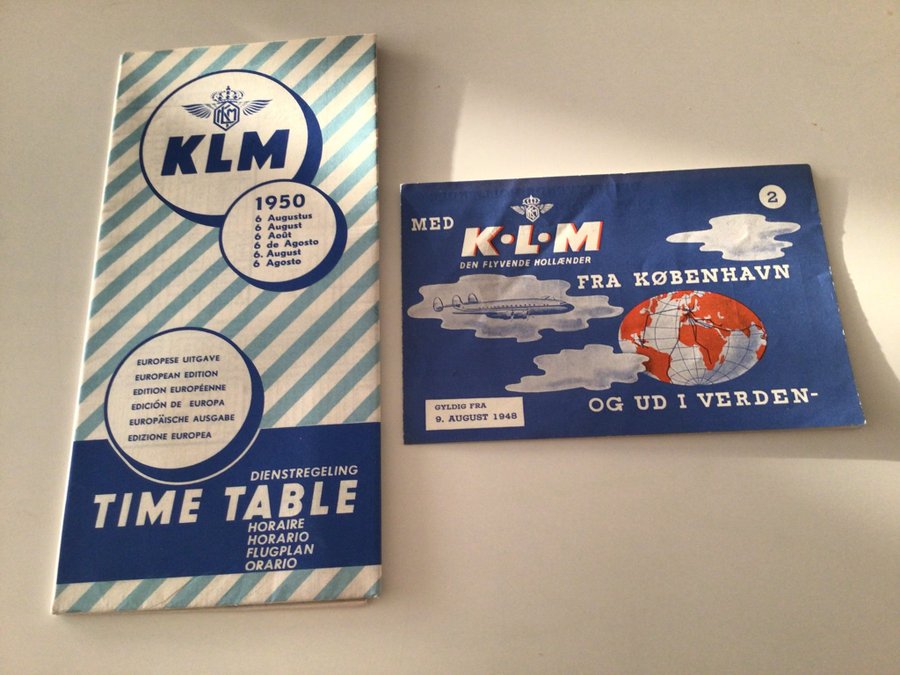 KLM
KLM
1950
6 Augustus
6 August
6 Août
6 de Agosto
6. August
6 Agosto
EUROPESE UITGAVE
EUROPEAN EDITION
EDITION EUROPÉENNE
EDICIÓN DE EUROPA
EUROPÄISCHE AUSGABE
EDIZIONE EUROPEA
DIENSTREGELING
TIME TABLE
HORAIRE
HORARIO
FLUGPLAN
ORARIO
2
MED
K·L·M
DEN FLYVENDE HOLLÆNDER
FRA KØBENHAVN
GYLDIG FRA
9. AUGUST 1948
OG UD I VERDEN-